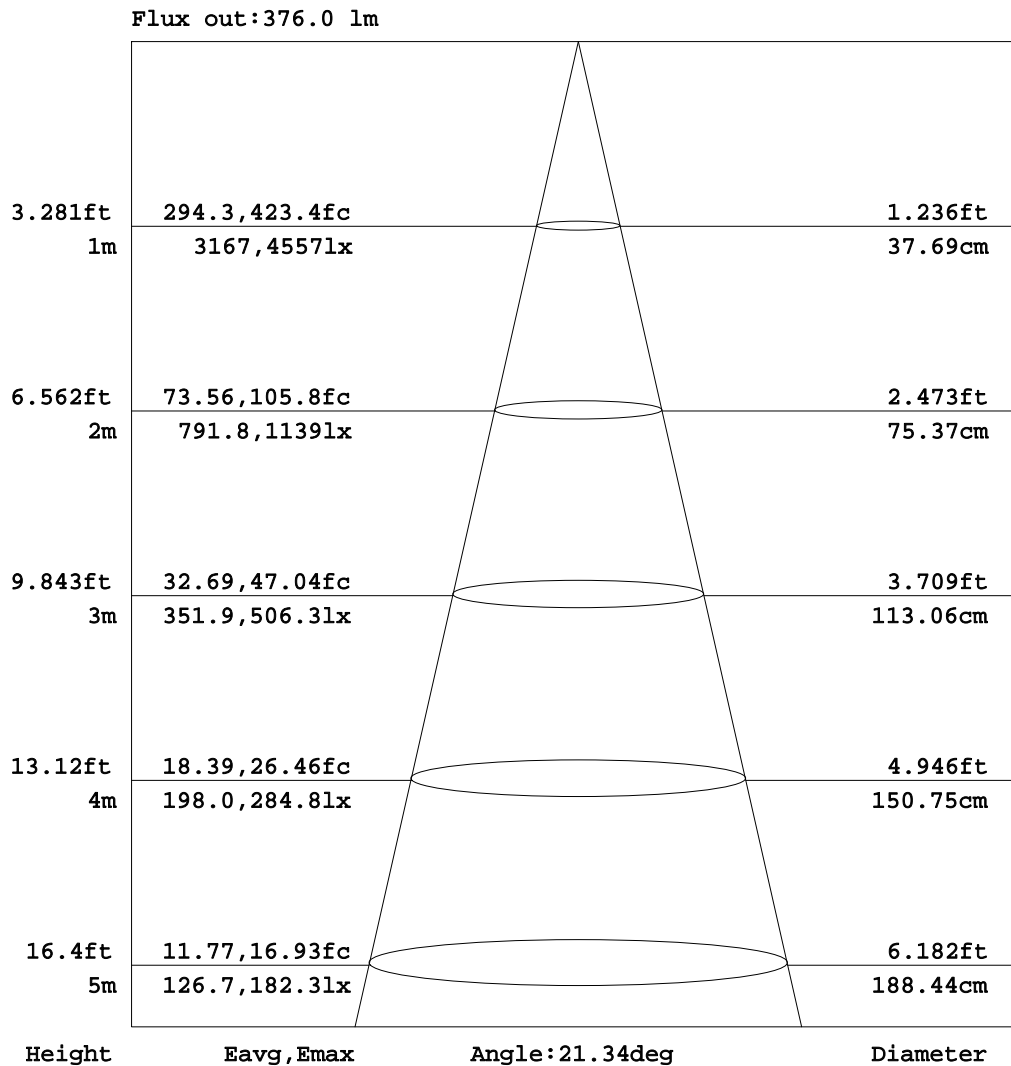 Flux out:376.0 lm
3.281ft 294.3,423.4fc 1.236ft
1m 3167,4557lx 37.69cm
6.562ft 73.56,105.8fc 2.473ft
2m 791.8,1139lx 75.37cm
9.843ft 32.69,47.04fc 3.709ft
3m 351.9,506.3lx 113.06cm
13.12ft 18.39,26.46fc 4.946ft
4m 198.0,284.8lx 150.75cm
16.4ft 11.77,16.93fc 6.182ft
5m 126.7,182.3lx 188.44cm
Height Eavg,Emax Angle:21.34deg Diameter